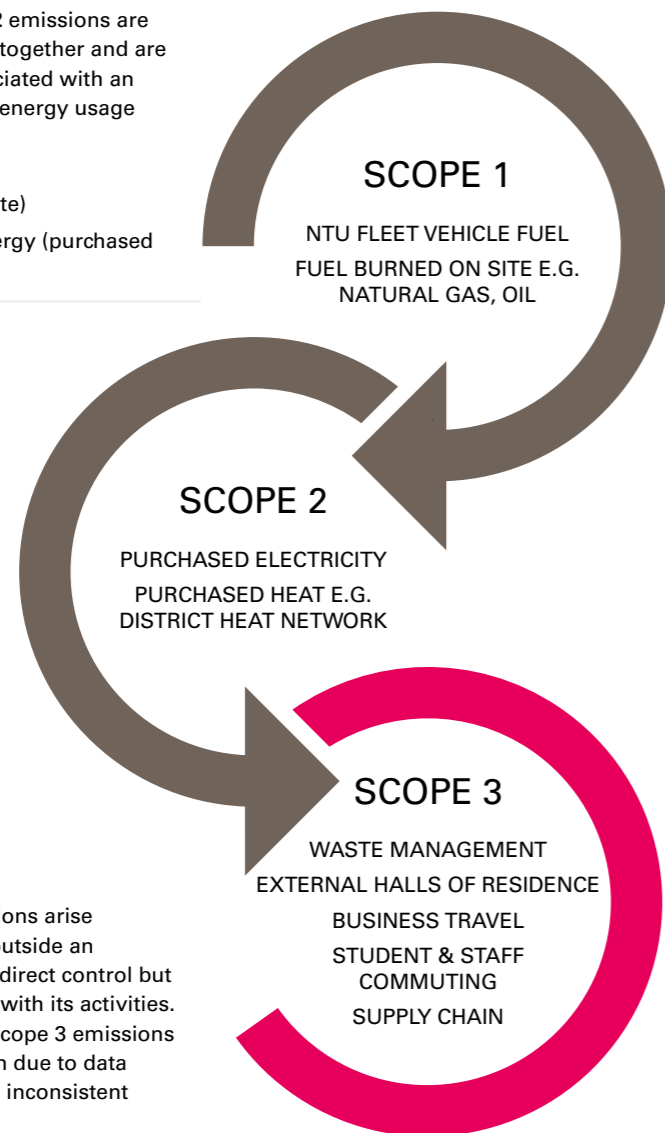 2 emissions are
together and are
ciated with an
energy usage
te)
ergy (purchased
SCOPE 1
NTU FLEET VEHICLE FUEL
FUEL BURNED ON SITE E.G.
NATURAL GAS, OIL
SCOPE 2
PURCHASED ELECTRICITY
PURCHASED HEAT E.G.
DISTRICT HEAT NETWORK
SCOPE 3
WASTE MANAGEMENT
EXTERNAL HALLS OF RESIDENCE
BUSINESS TRAVEL
STUDENT & STAFF
COMMUTING
SUPPLY CHAIN
ions arise
outside an
direct control but
with its activities.
cope 3 emissions
n due to data
inconsistent